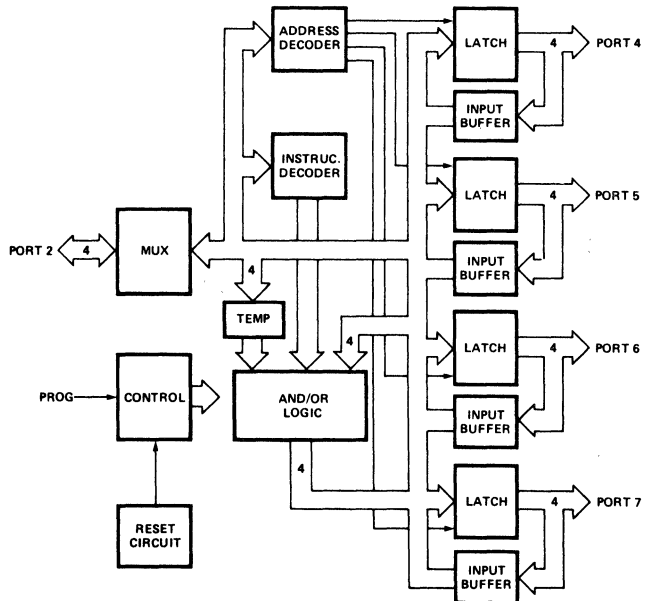 ADDRESS
DECODER
LATCH
4
PORT 4
INPUT
BUFFER
INSTRUC.
DECODER
LATCH
4
PORT 5
INPUT
BUFFER
PORT 2
4
MUX
4
TEMP
4
LATCH
4
PORT 6
INPUT
BUFFER
PROG
CONTROL
AND/OR
LOGIC
4
LATCH
4
PORT 7
RESET
CIRCUIT
INPUT
BUFFER